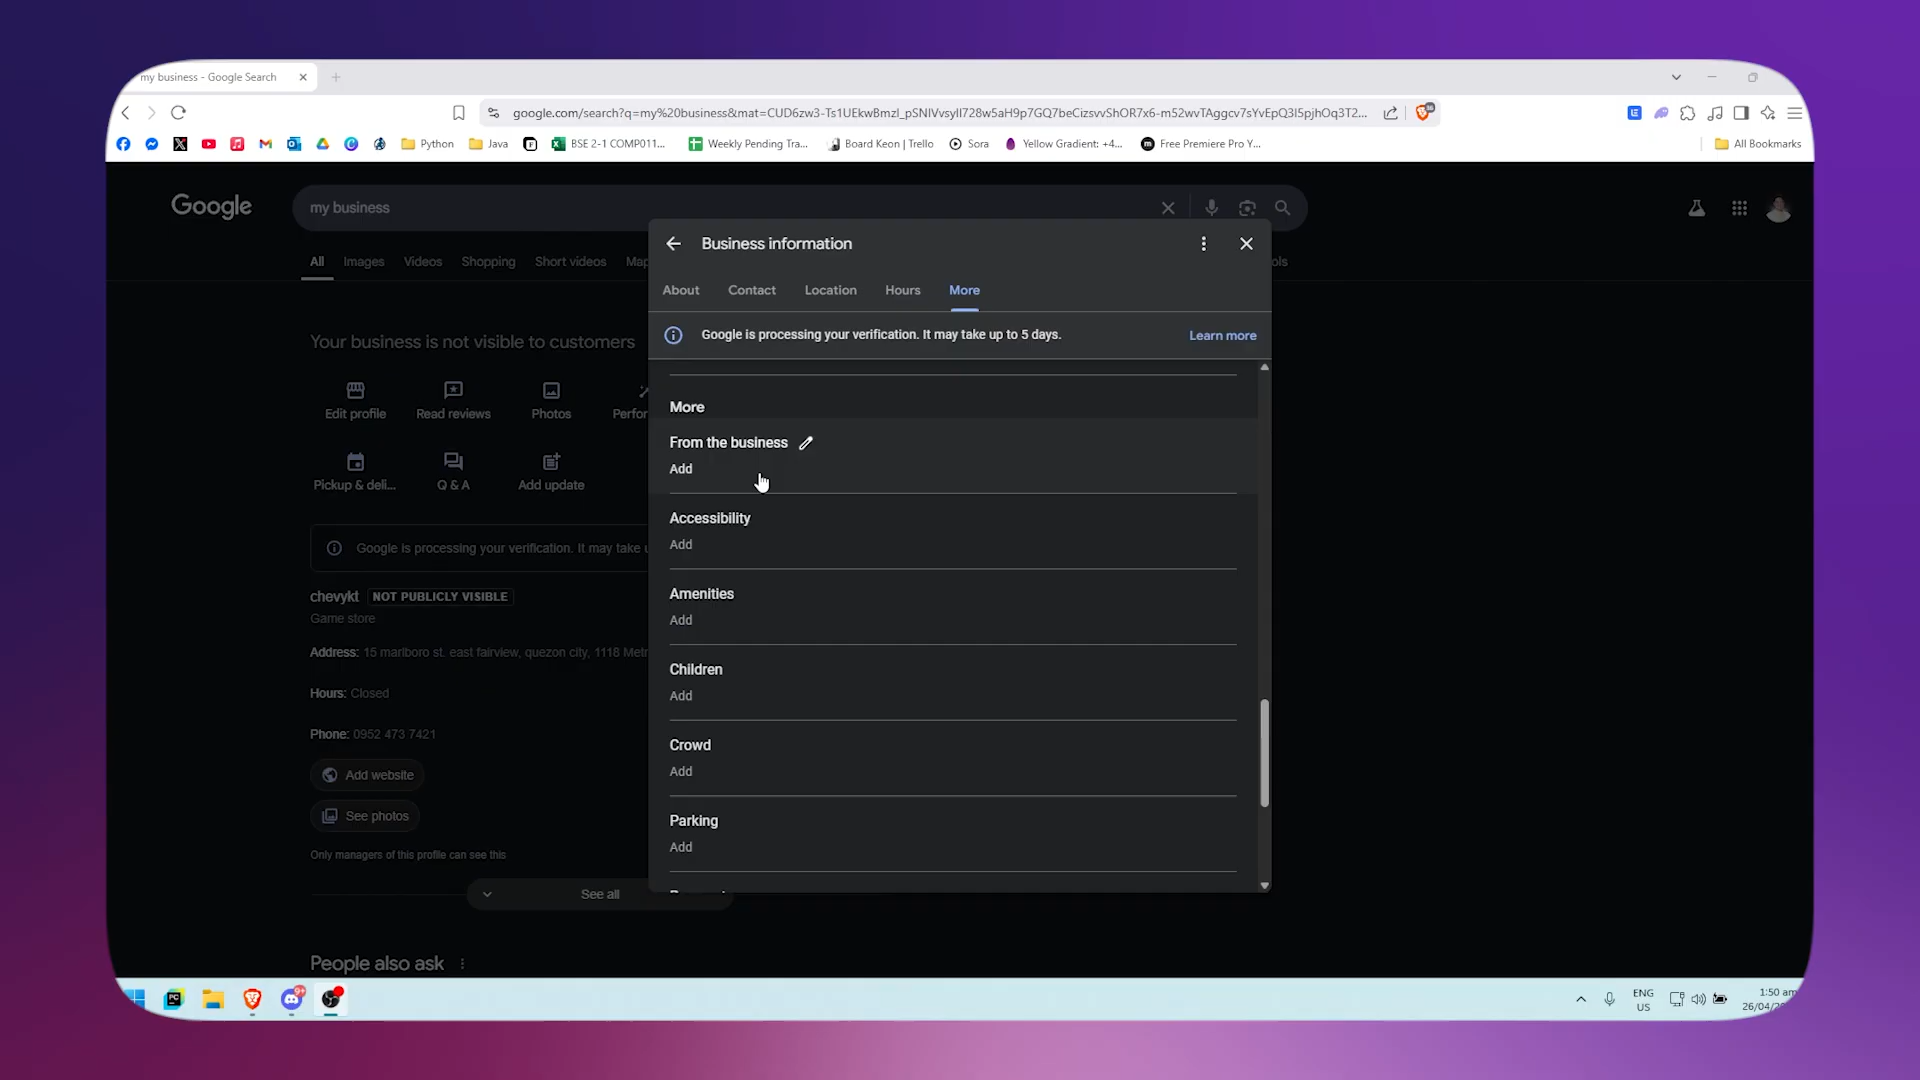 my business - Google Search
google.com/search?q=my%20business&mat=CUD6zw3-Ts1UEkwBmzl_pSNlVvsyIl728w5aH9p7GQ7beCizsvvShOR7x6-m52wvTAggcv7sYvEpQ3I5pjhOq3T2...
Python
Java
BSE 2-1 COMP011...
Weekly Pending Tra...
Board Keon | Trello
Sora
Yellow Gradient: +4...
Free Premiere Pro Y...
All Bookmarks
Google
my business
All
Images
Videos
Shopping
Short videos
Business information
About
Contact
Location
Hours
More
Google is processing your verification. It may take up to 5 days.
Learn more
Your business is not visible to customers
Edit profile
Read reviews
Photos
Pickup & deli...
Q & A
Add update
Google is processing your verification. It may take
chevykt NOT PUBLICLY VISIBLE
Game store
Address: 15 marlboro st. east fairview, quezon city, 1118
Hours: Closed
Phone: 0952 473 7421
Add website
See photos
Only managers of this profile can see this
See all
People also ask
More
From the business
Add
Accessibility
Add
Amenities
Add
Children
Add
Crowd
Add
Parking
Add
9+
ENG
US
1:50 am